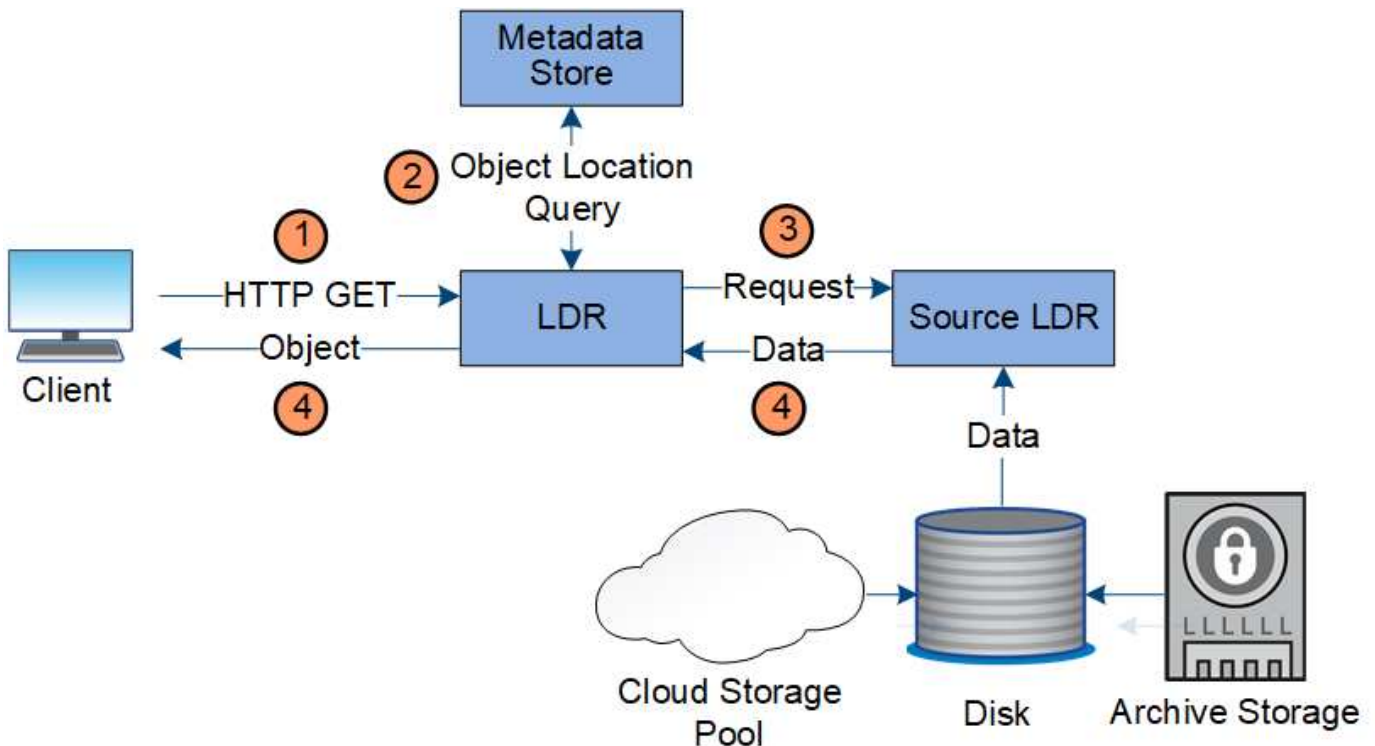 Metadata
Store
2
Object Location
Query
1
3
HTTP GET
Request
LDR
Source LDR
Object
Data
Client
4
4
Data
LLLLLL
Cloud Storage
Pool
Disk
Archive Storage